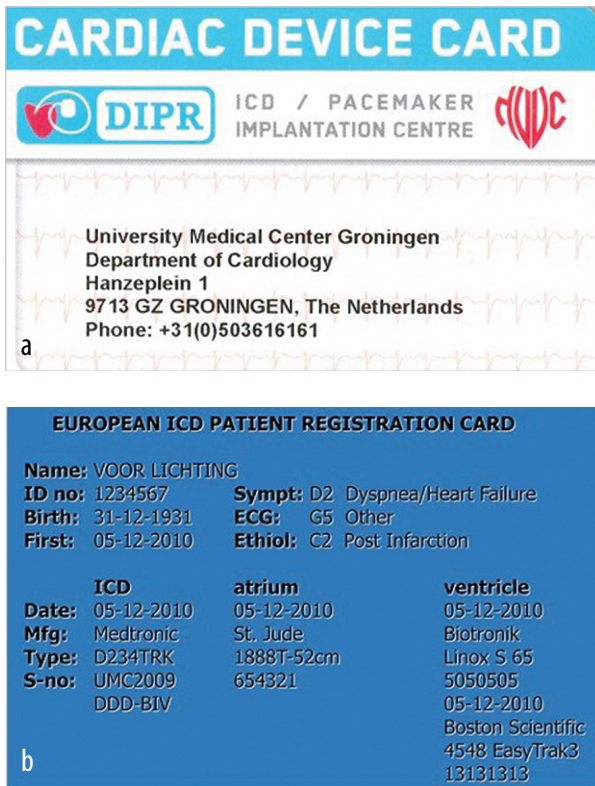 CARDIAC DEVICE CARD
DIPR
ICD / PACEMAKER
IMPLANTATION CENTRE
University Medical Center Groningen
Department of Cardiology
Hanzeplein 1
9713 GZ GRONINGEN, The Netherlands
Phone: +31(0)503616161
a
EUROPEAN ICD PATIENT REGISTRATION CARD
Name: VOOR LICHTING
ID no: 1234567 Sympt: D2 Dyspnea/Heart Failure
Birth: 31-12-1931 ECG: G5 Other
First: 05-12-2010 Ethiol: C2 Post Infarction
ICD atrium ventricle
Date: 05-12-2010 05-12-2010 05-12-2010
Mfg: Medtronic St. Jude Biotronik
Type: D234TRK 1888T-52cm Linox S 65
S-no: UMC2009 654321 5050505
DDD-BIV 05-12-2010
Boston Scientific
4548 EasyTrak3
13131313
b